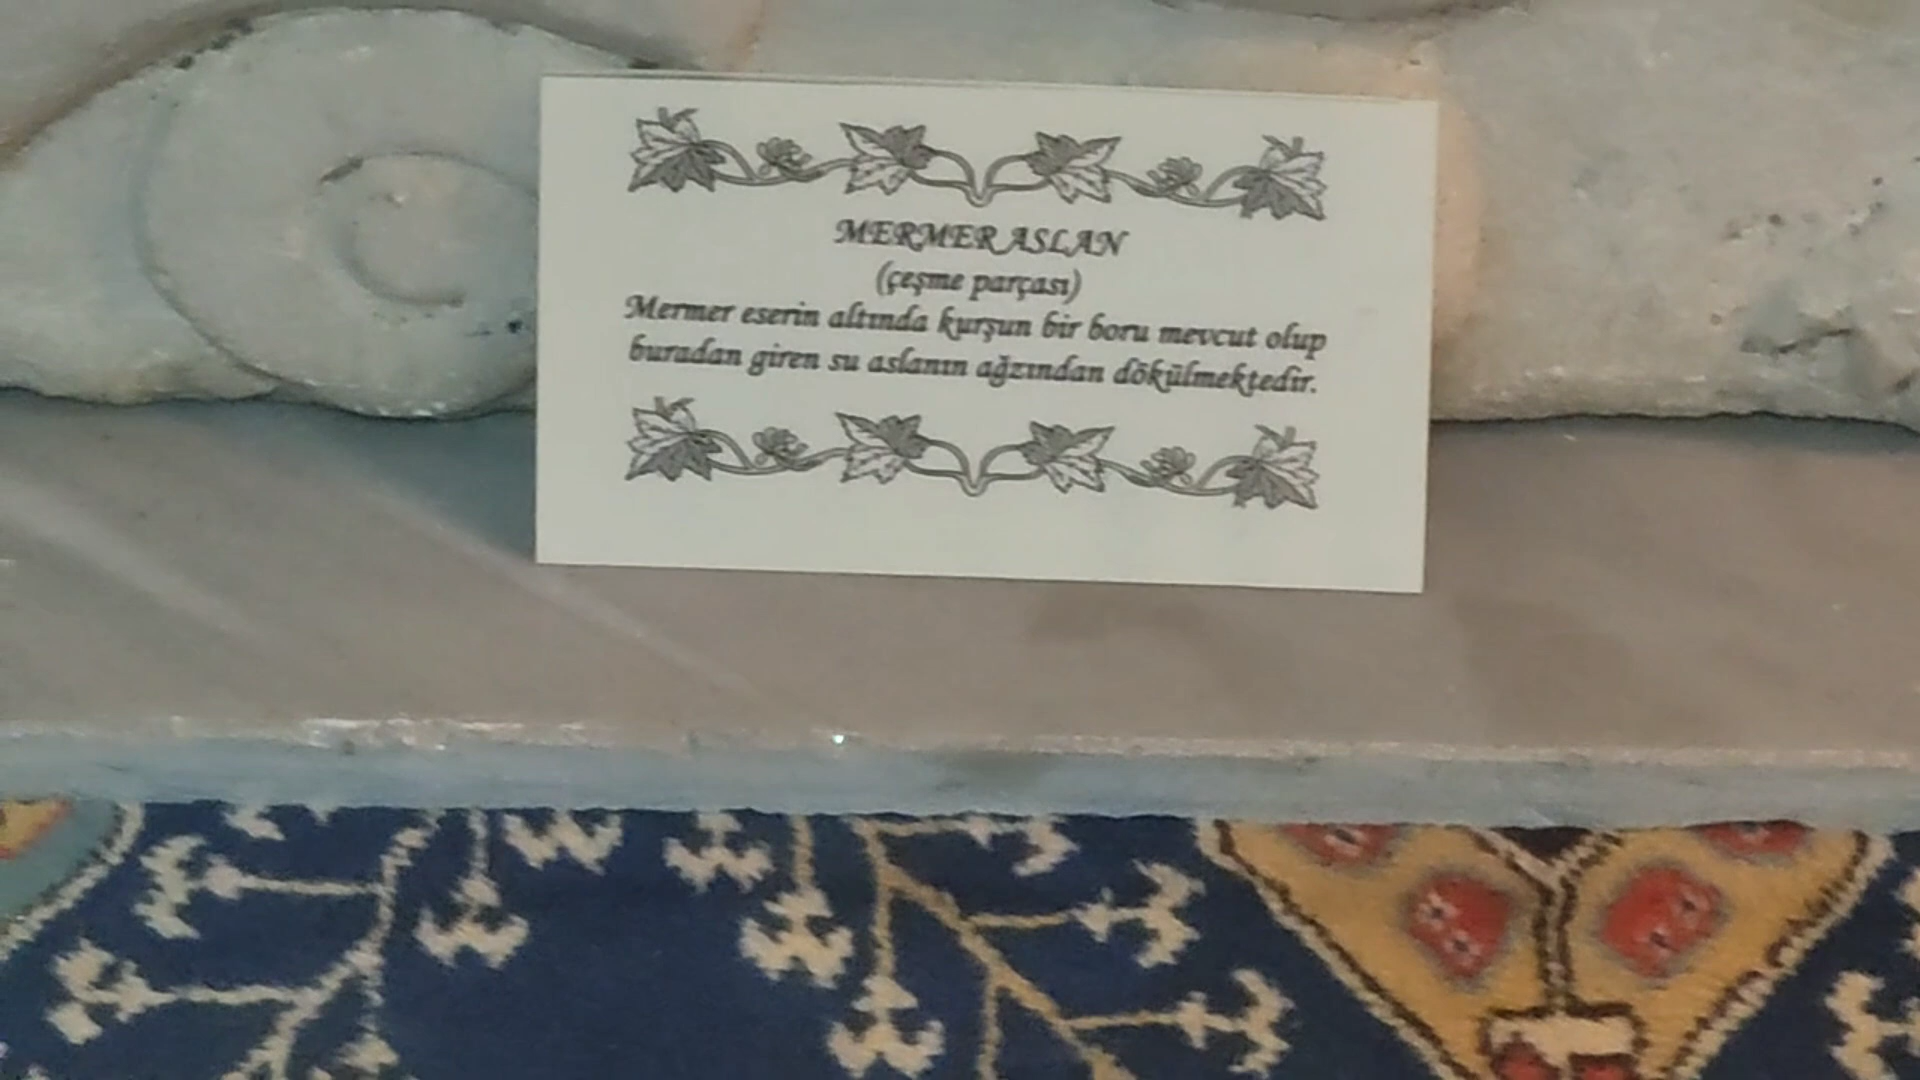 MERMER ASLAN
(çeşme parçası)
Mermer eserin altında kurşun bir boru mevcut olup
buradan giren su aslanın ağzından dökülmektedir.